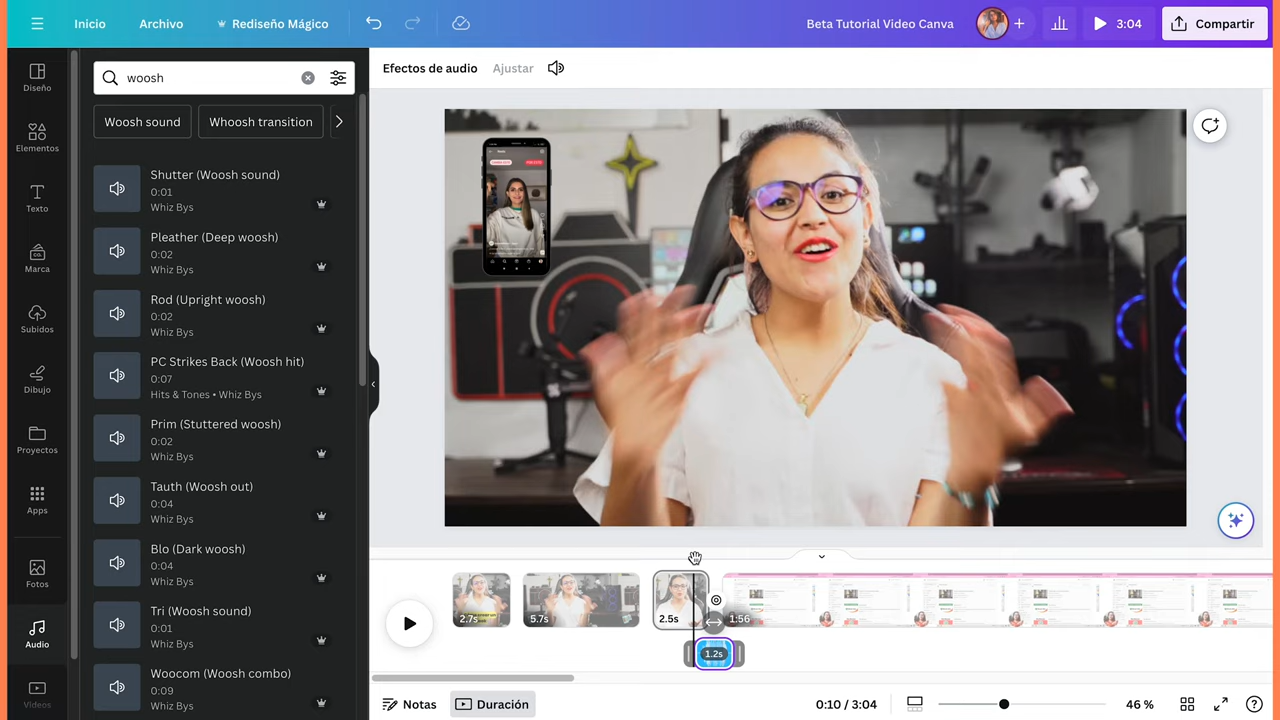 Inicio
Archivo
Rediseño Mágico
Beta Tutorial Video Canva
3:04
Compartir
Diseño
Elementos
Texto
Marca
Subidos
Dibujo
Proyectos
Apps
Fotos
Audio
Videos
woosh
Woosh sound
Whoosh transition
Shutter (Woosh sound)
0:01
Whiz Bys
Pleather (Deep woosh)
0:02
Whiz Bys
Rod (Upright woosh)
0:02
Whiz Bys
PC Strikes Back (Woosh hit)
0:07
Hits & Tones • Whiz Bys
Prim (Stuttered woosh)
0:02
Whiz Bys
Tauth (Woosh out)
0:04
Whiz Bys
Blo (Dark woosh)
0:04
Whiz Bys
Tri (Woosh sound)
0:01
Whiz Bys
Woocom (Woosh combo)
0:09
Whiz Bys
Efectos de audio
Ajustar
2.7s
5.7s
2.5s
1:56
1.2s
Notas
Duración
0:10 / 3:04
46 %